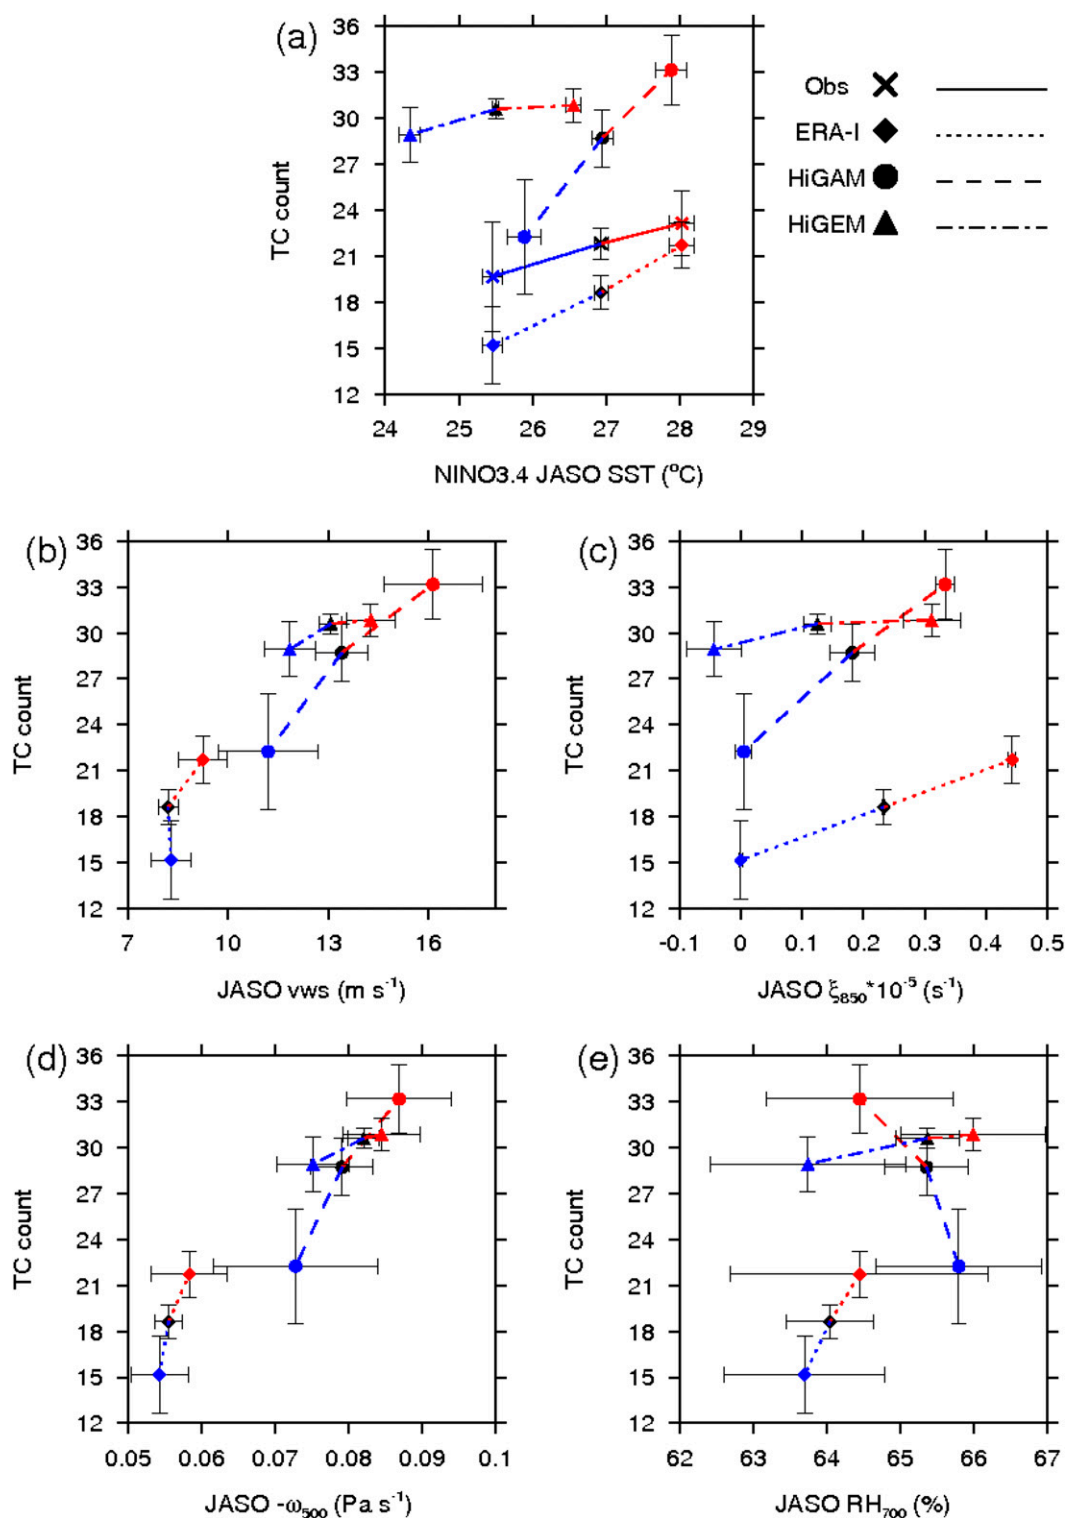 (a)
36
33
30
27
24
21
18
15
12
TC count
24 25 26 27 28 29
NINO3.4 JASO SST (°C)
Obs
ERA-I
HiGAM
HiGEM
(b)
36
33
30
27
24
21
18
15
12
TC count
7 10 13 16
JASO vws (m s⁻¹)
(c)
36
33
30
27
24
21
18
15
12
TC count
-0.1 0 0.1 0.2 0.3 0.4 0.5
JASO ξ₈₅₀*10⁻⁵ (s⁻¹)
(d)
36
33
30
27
24
21
18
15
12
TC count
0.05 0.06 0.07 0.08 0.09 0.1
JASO -ω₅₀₀ (Pa s⁻¹)
(e)
36
33
30
27
24
21
18
15
12
TC count
62 63 64 65 66 67
JASO RH₇₀₀ (%)